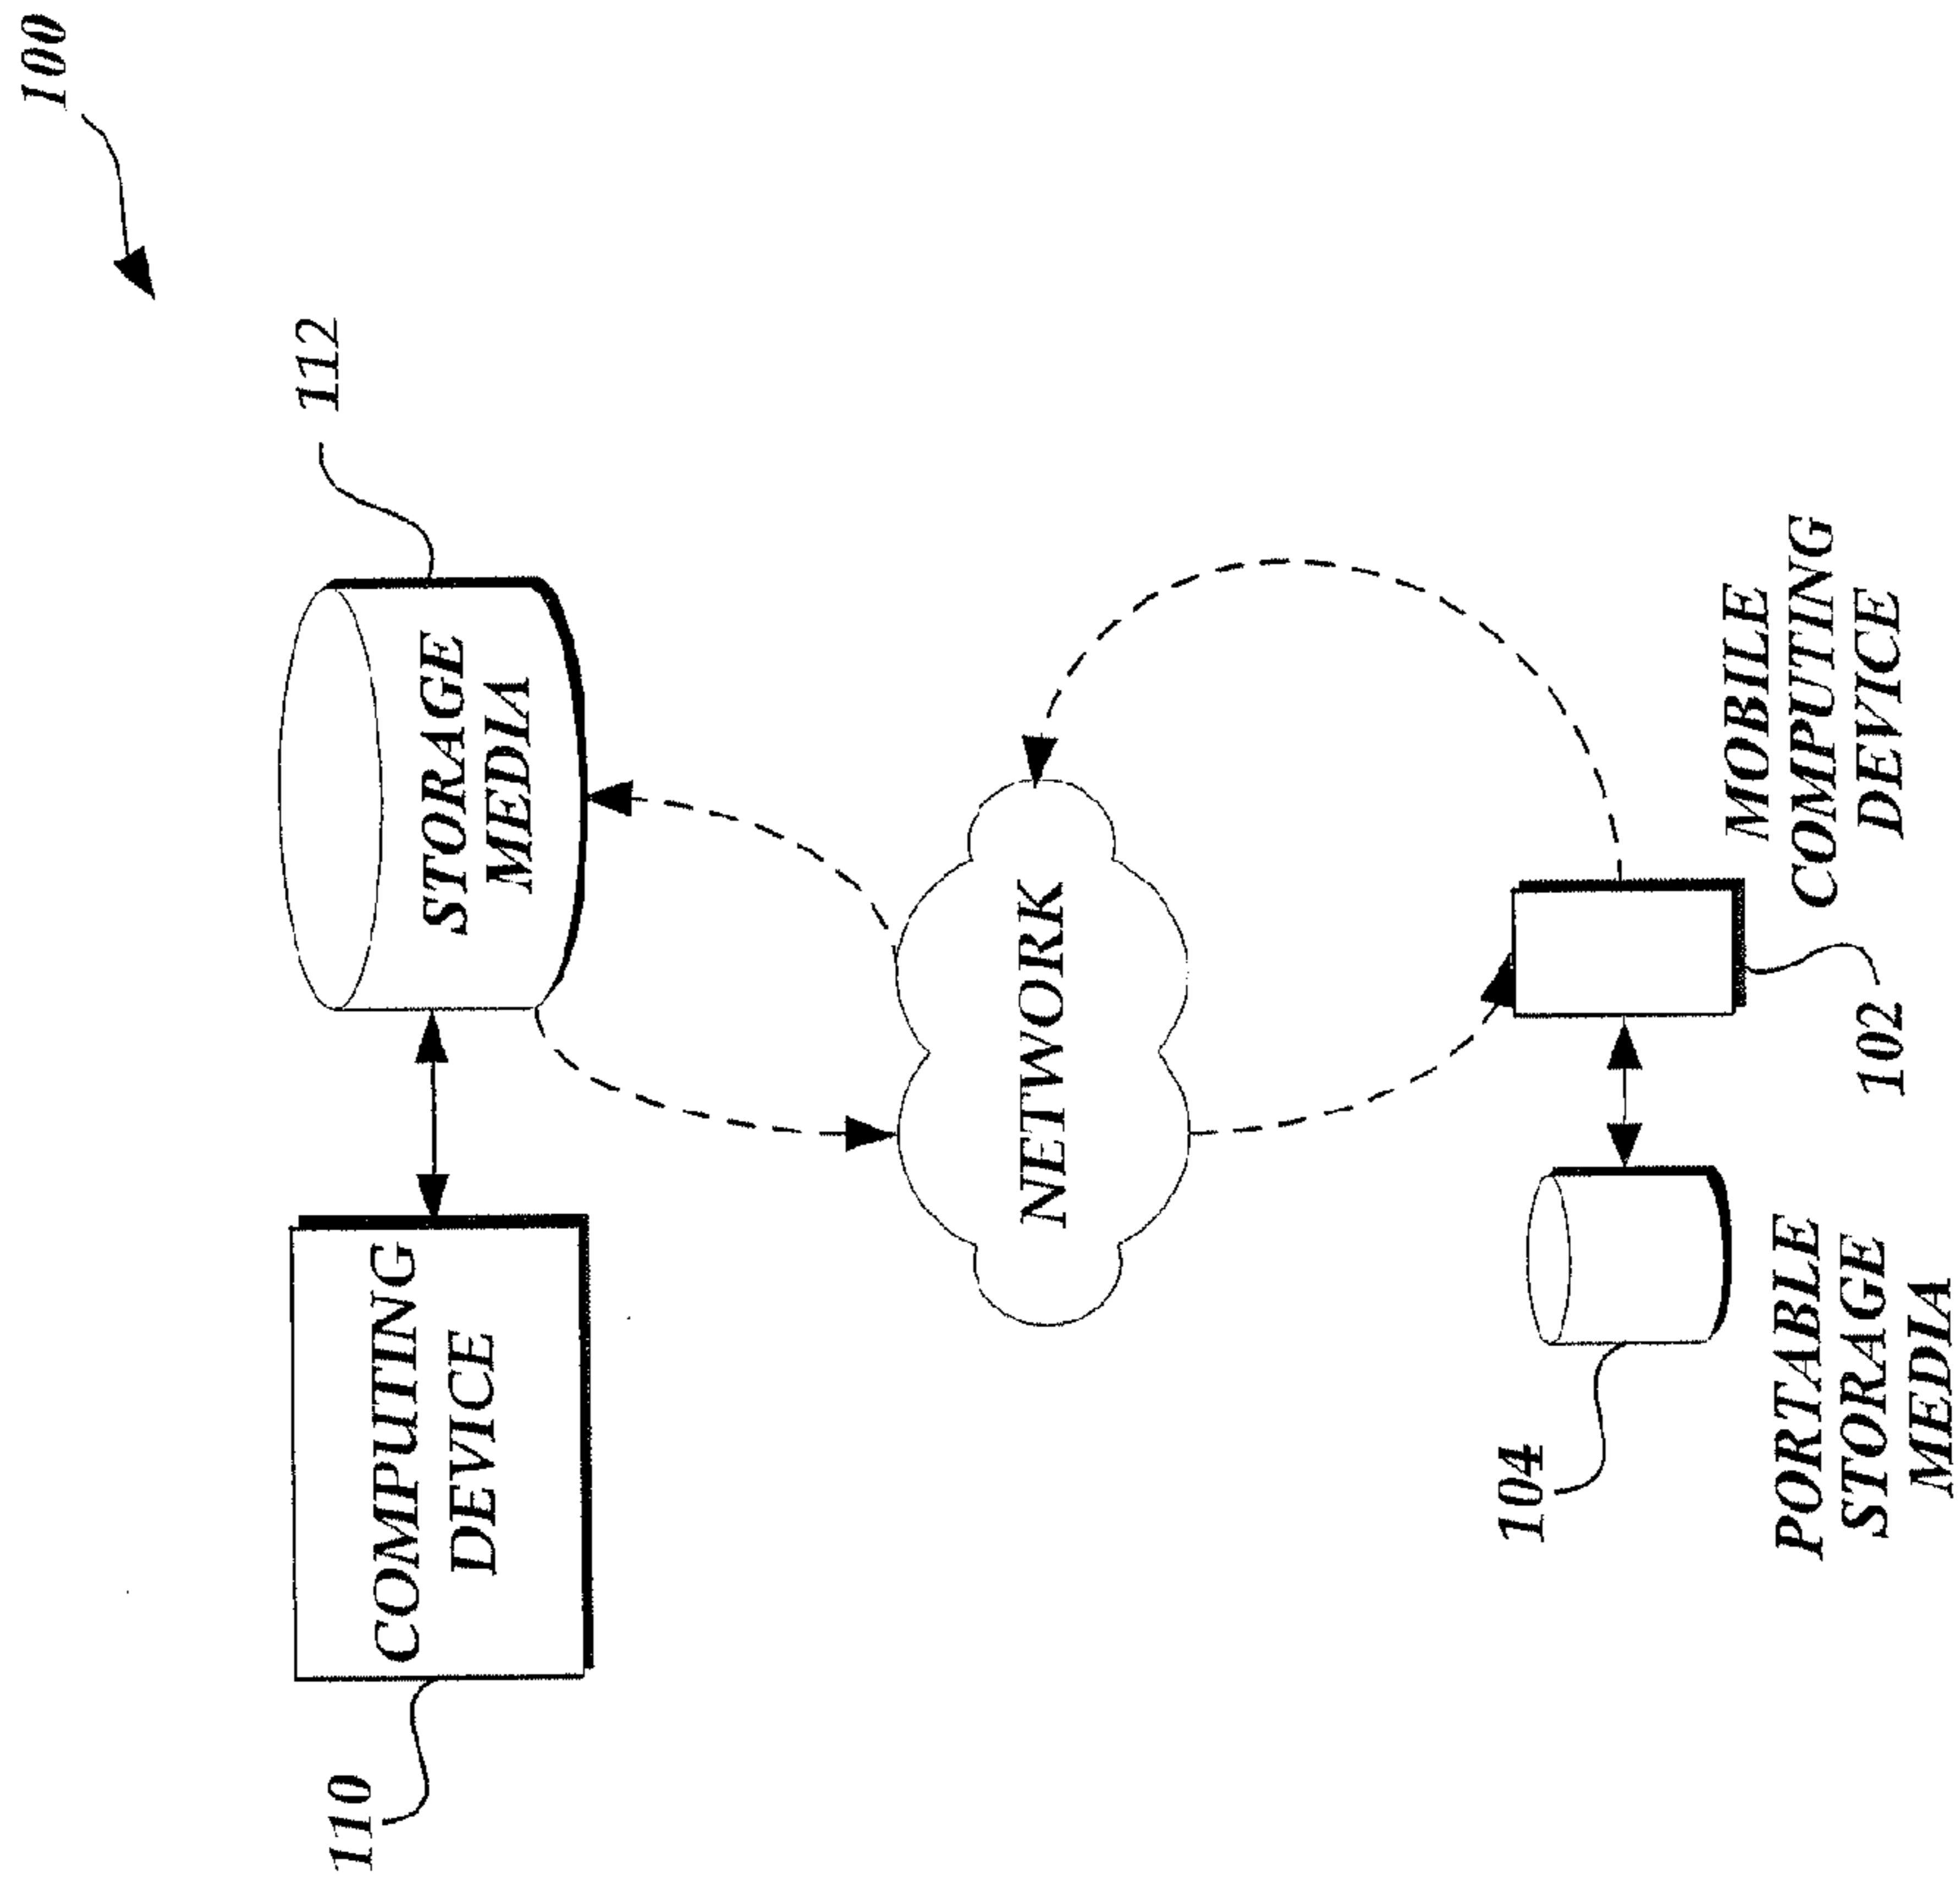 100
112
STORAGE
MEDIA
COMPUTING
DEVICE
110
NETWORK
MOBILE
COMPUTING
DEVICE
102
104
PORTABLE
STORAGE
MEDIA